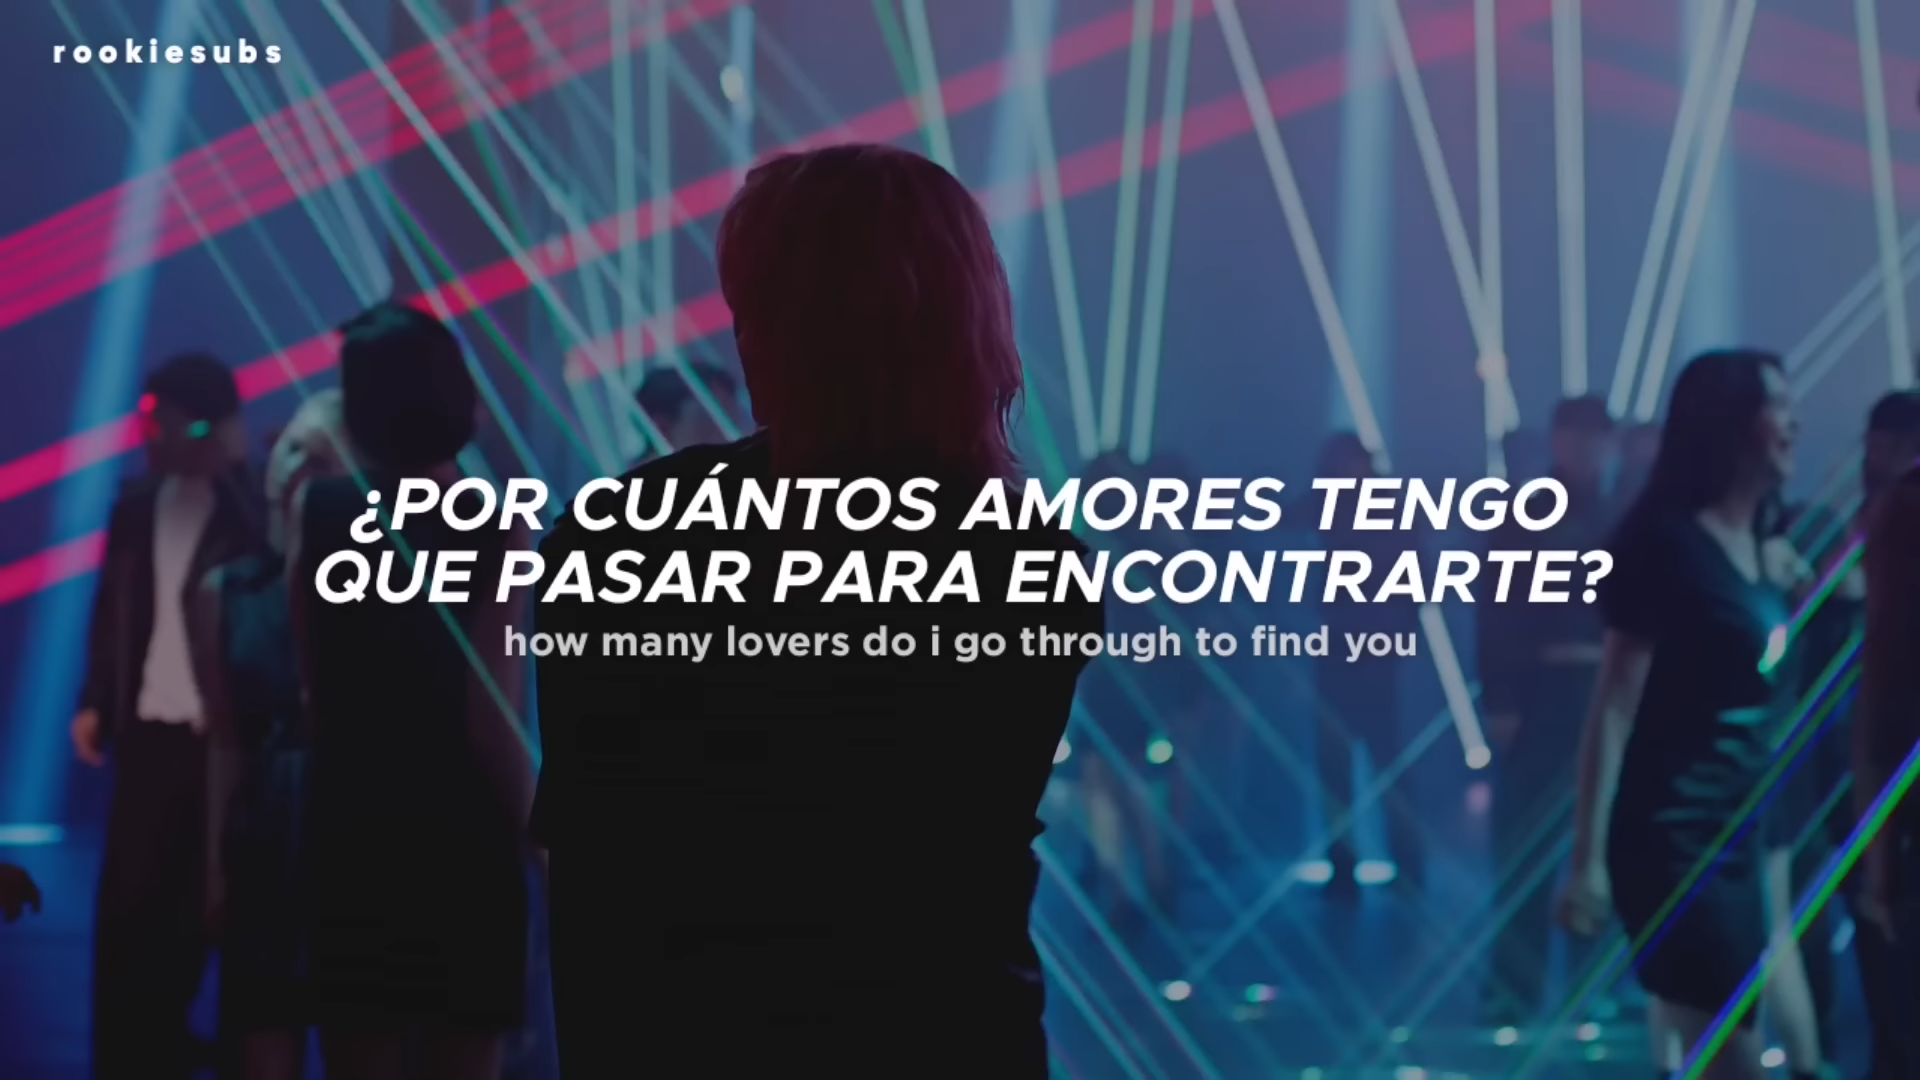 rookiesubs
¿POR CUÁNTOS AMORES TENGO
QUE PASAR PARA ENCONTRARTE?
how many lovers do i go through to find you